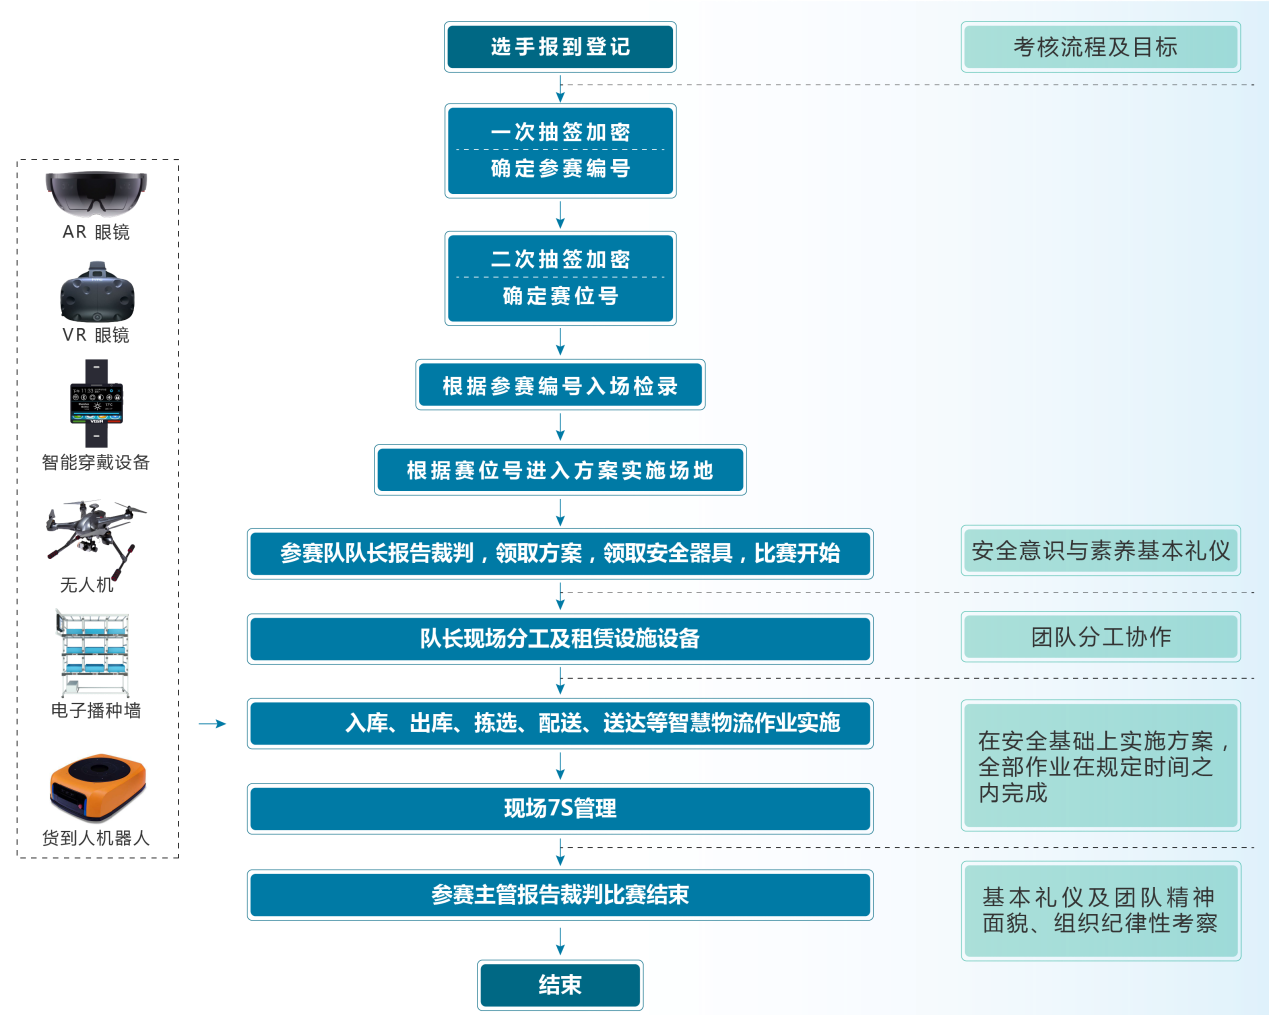 选手报到登记
考核流程及目标
一次抽签加密
确定参赛编号
二次抽签加密
确定赛位号
根据参赛编号入场检录
根据赛位号进入方案实施场地
参赛队队长报告裁判，领取方案，领取安全器具，比赛开始
安全意识与素养基本礼仪
队长现场分工及租赁设施设备
团队分工协作
入库、出库、拣选、配送、送达等智慧物流作业实施
在安全基础上实施方案，
全部作业在规定时间之
内完成
现场7S管理
参赛主管报告裁判比赛结束
基本礼仪及团队精神
面貌、组织纪律性考察
结束
AR 眼镜
VR 眼镜
智能穿戴设备
无人机
电子播种墙
货到人机器人